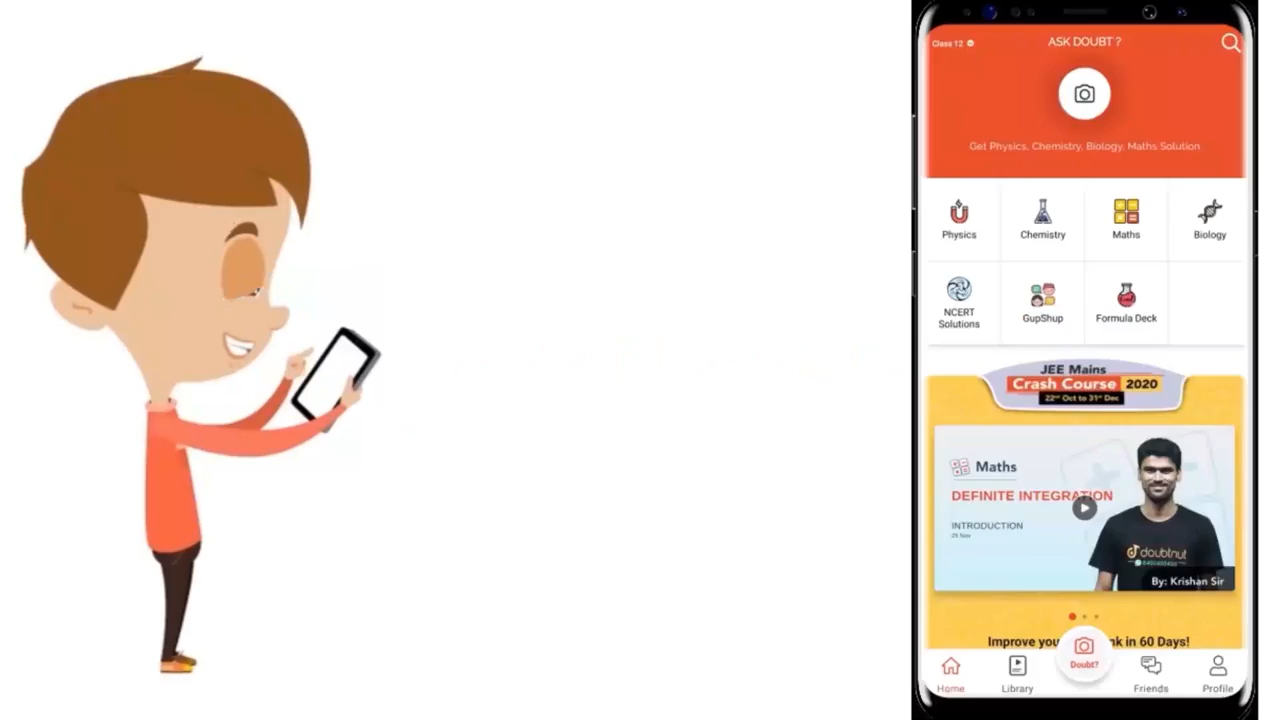 Class 12
ASK DOUBT ?
Get Physics, Chemistry, Biology, Maths Solution
Physics
Chemistry
Maths
Biology
NCERT
Solutions
GupShup
Formula Deck
JEE Mains
Crash Course 2020
22nd Oct to 31st Dec
Maths
DEFINITE INTEGRATION
INTRODUCTION
25 Nov
doubtnut
By: Krishan Sir
in 60 Days!
Doubt?
Home
Library
Friends
Profile